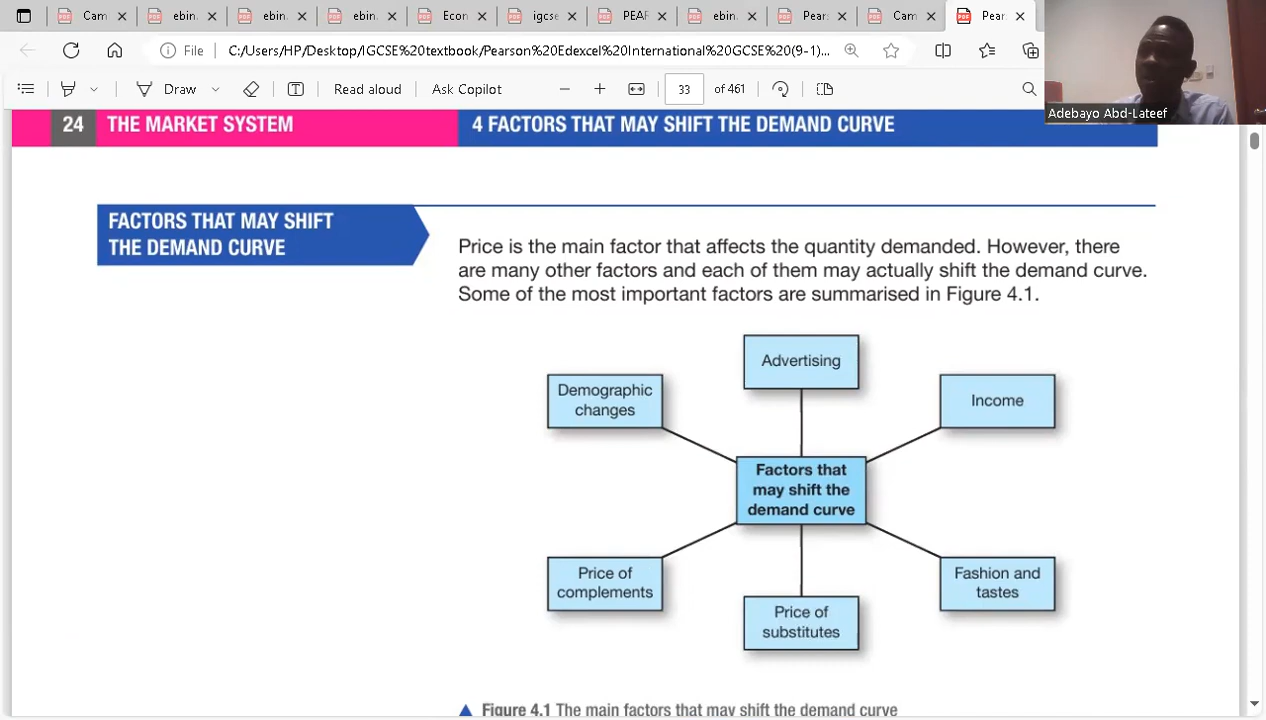 Cam
ebin
ebin.
ebin.
Econ
igcse
PEAF
ebin.
Pears
Cam
Pear
File
C:/Users/HP/Desktop/IGCSE%20textbook/Pearson%20Edexcel%20International%20GCSE%20(9-1)...
Draw
Read aloud
Ask Copilot
33
of 461
Adebayo Abd-Lateef
24 THE MARKET SYSTEM
4 FACTORS THAT MAY SHIFT THE DEMAND CURVE
FACTORS THAT MAY SHIFT
THE DEMAND CURVE
Price is the main factor that affects the quantity demanded. However, there
are many other factors and each of them may actually shift the demand curve.
Some of the most important factors are summarised in Figure 4.1.
Advertising
Demographic
changes
Income
Factors that
may shift the
demand curve
Price of
complements
Fashion and
tastes
Price of
substitutes
Figure 4.1 The main factors that may shift the demand curve